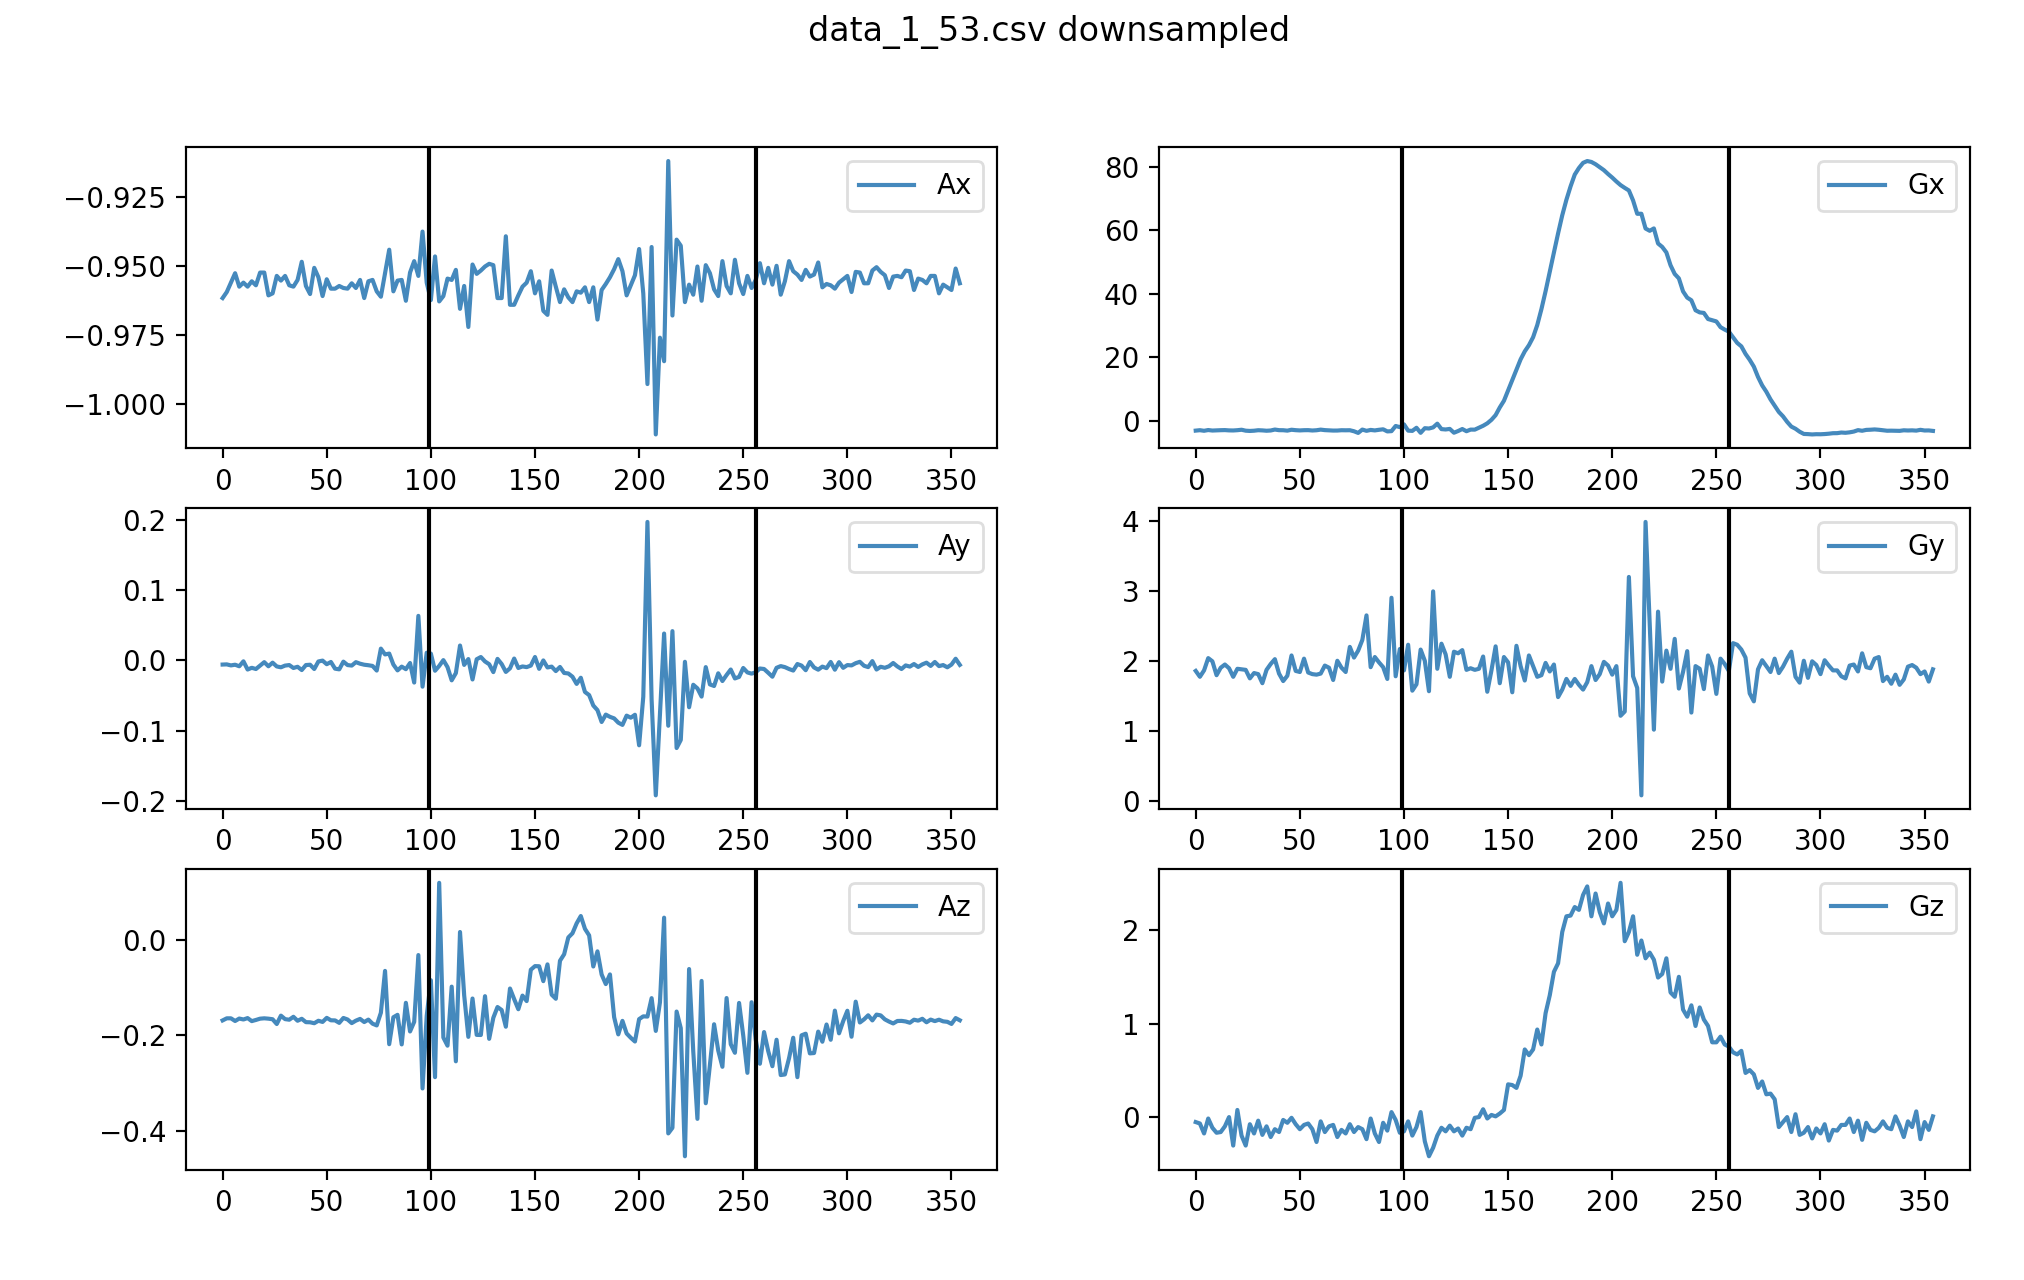 data_1_53.csv downsampled
Ax
−0.925
−0.950
−0.975
−1.000
0 50 100 150 200 250 300 350
Gx
80
60
40
20
0
0 50 100 150 200 250 300 350
Ay
0.2
0.1
0.0
−0.1
−0.2
0 50 100 150 200 250 300 350
Gy
4
3
2
1
0
0 50 100 150 200 250 300 350
Az
0.0
−0.2
−0.4
0 50 100 150 200 250 300 350
Gz
2
1
0
0 50 100 150 200 250 300 350